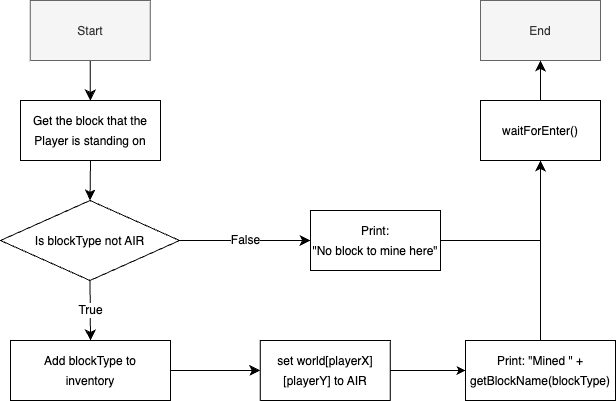 Start
End
Get the block that the
Player is standing on
waitForEnter()
Is blockType not AIR
False
Print:
"No block to mine here"
True
Add blockType to
inventory
set world[playerX]
[playerY] to AIR
Print: "Mined " +
getBlockName(blockType)